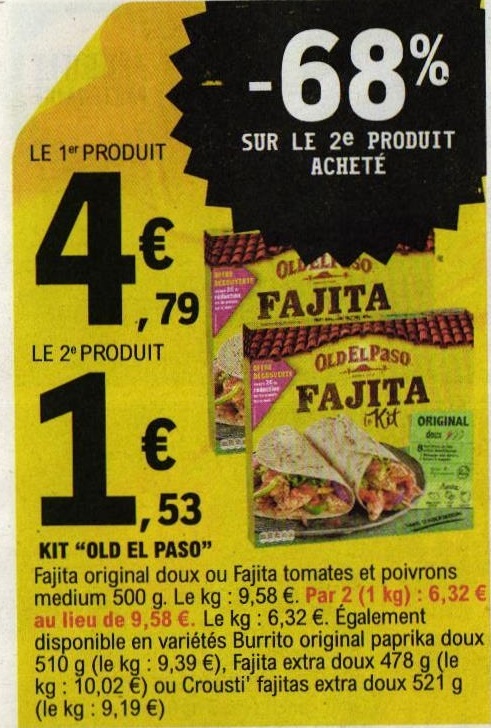 -68%
SUR LE 2e PRODUIT
ACHETÉ
LE 1er PRODUIT
4€,79
LE 2e PRODUIT
1€,53
OFFRE
DÉCOUVERTE
FAJITA
OFFRE
DÉCOUVERTE
OLD EL PASO
FAJITA
Kit
ORIGINAL
doux
KIT “OLD EL PASO”
Fajita original doux ou Fajita tomates et poivrons
medium 500 g. Le kg : 9,58 €. Par 2 (1 kg) : 6,32 €
au lieu de 9,58 €. Le kg : 6,32 €. Également
disponible en variétés Burrito original paprika doux
510 g (le kg : 9,39 €), Fajita extra doux 478 g (le
kg : 10,02 €) ou Crousti’ fajitas extra doux 521 g
(le kg : 9,19 €)